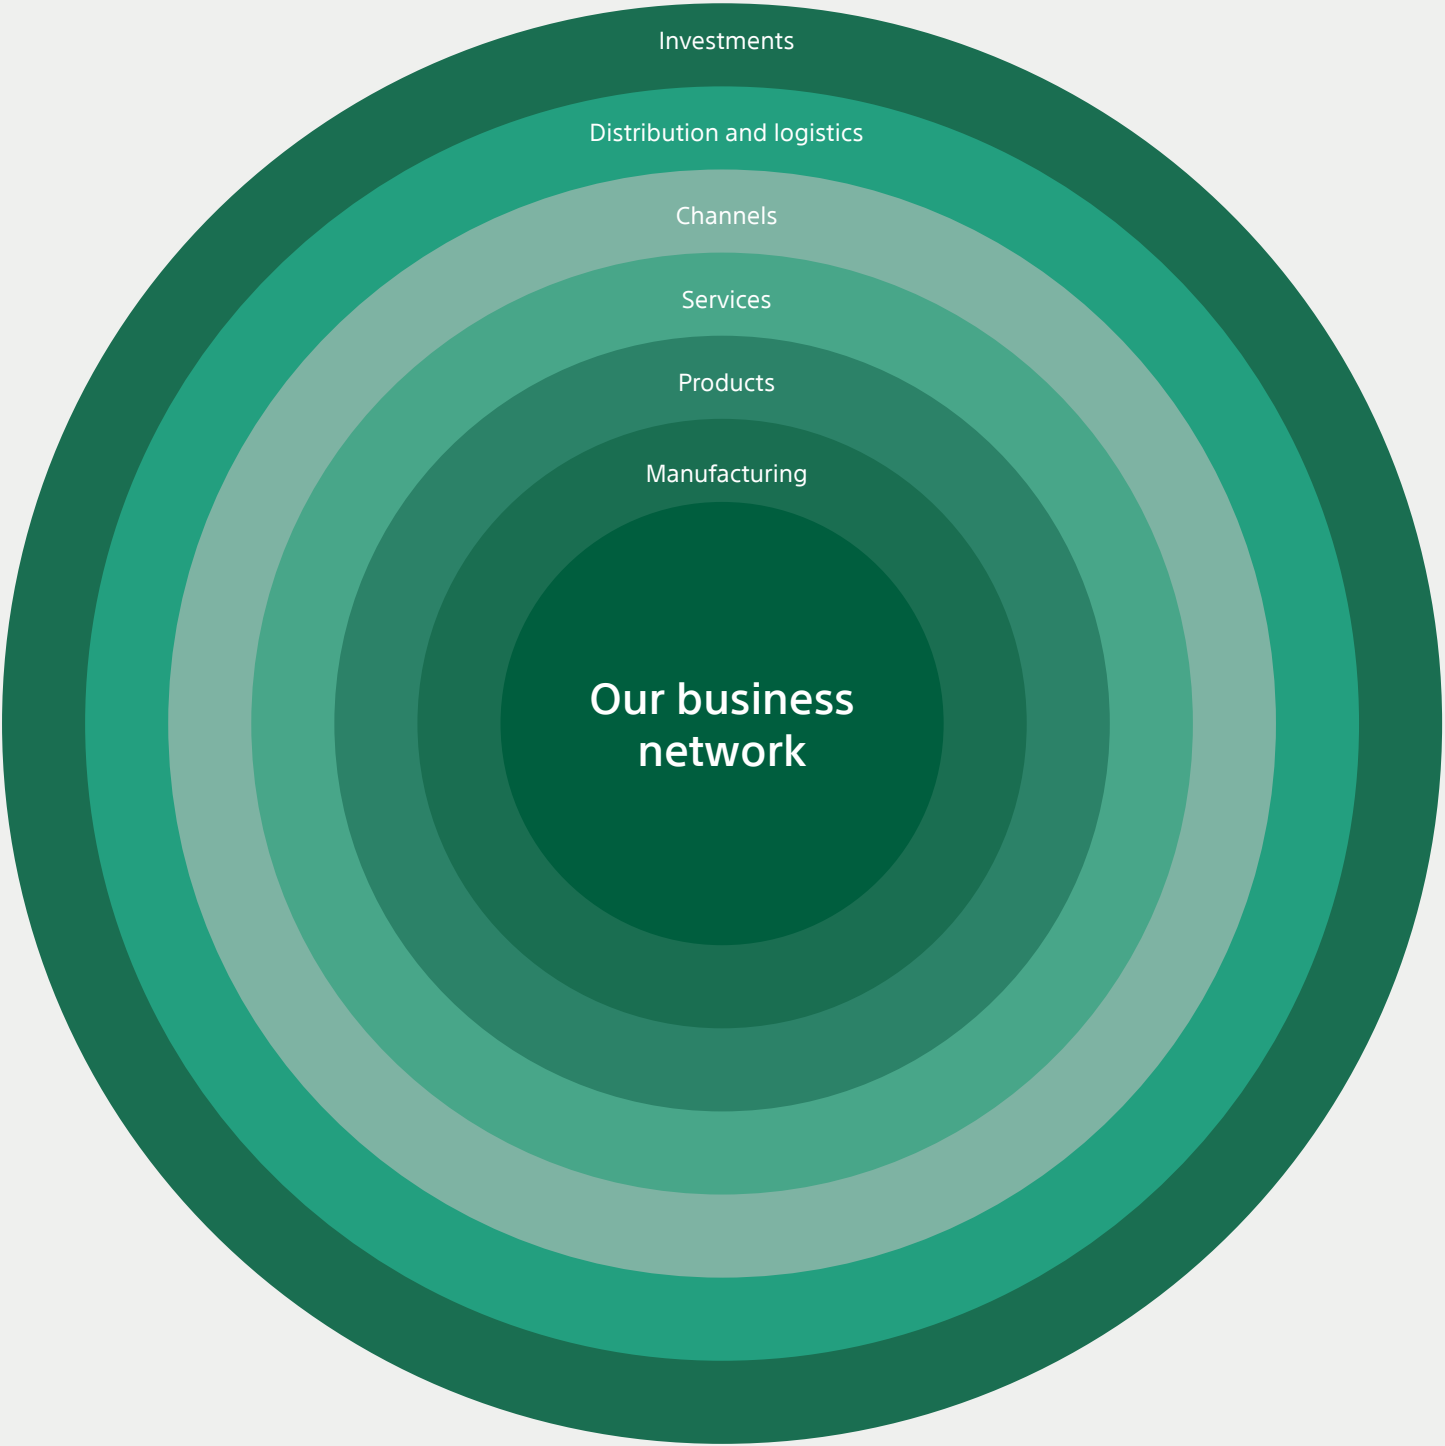 Investments
Distribution and logistics
Channels
Services
Products
Manufacturing
Our business
network